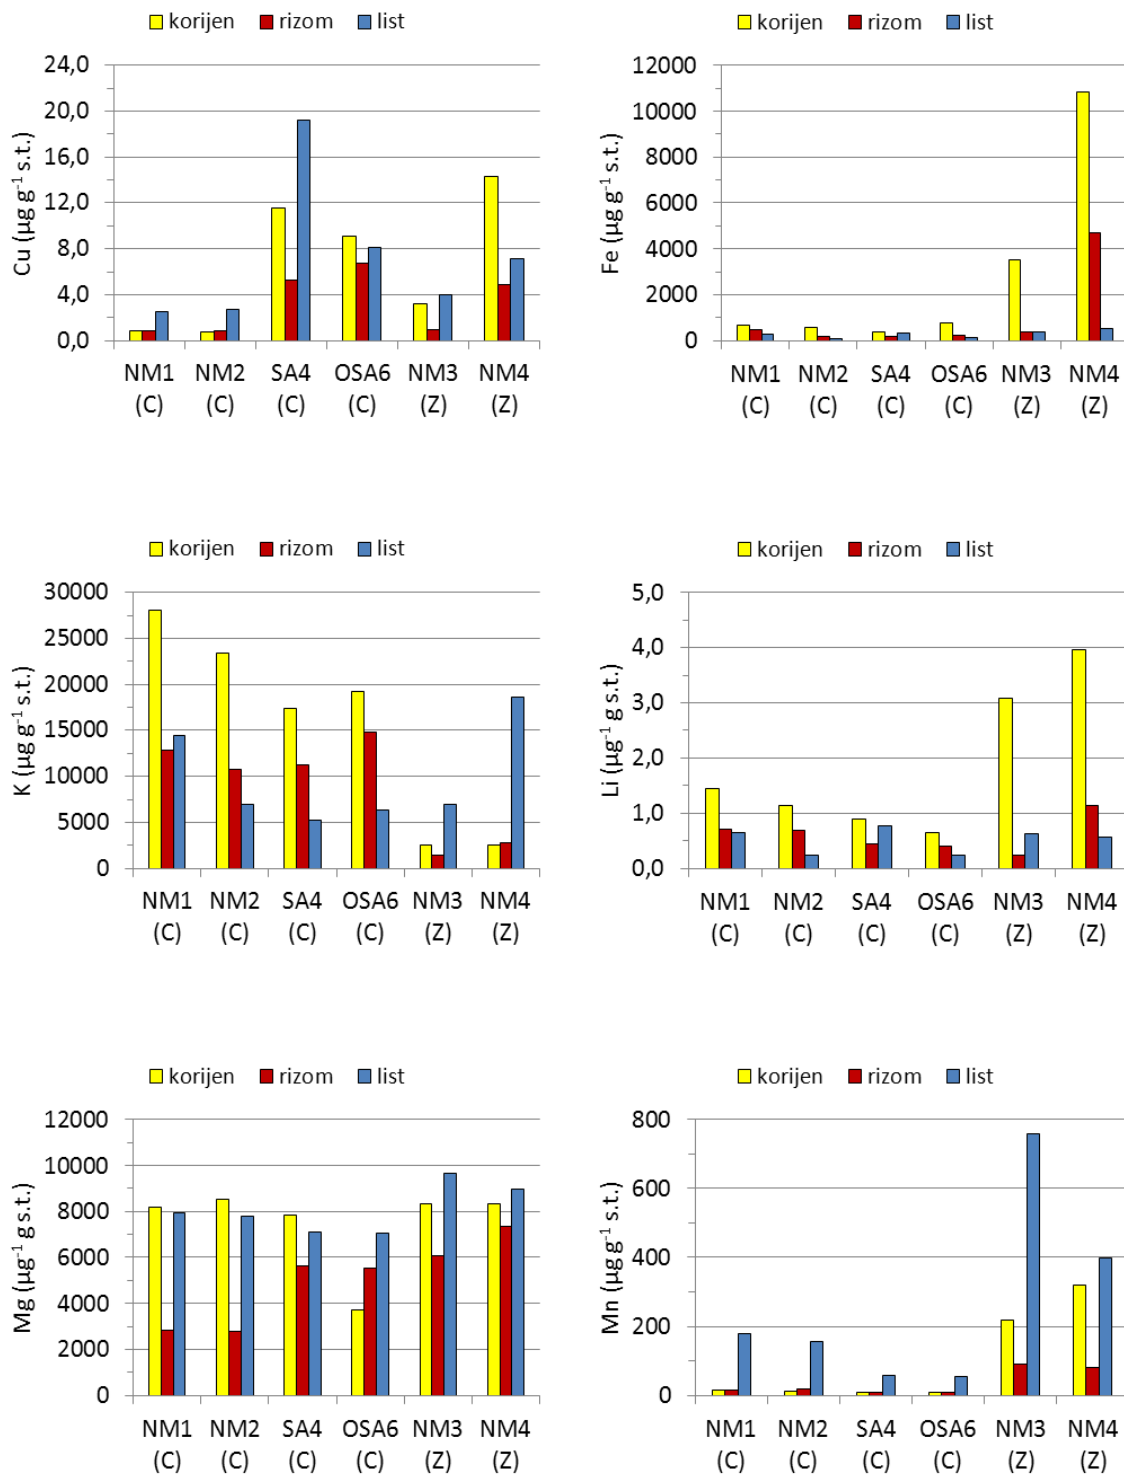 korijen rizom list
Cu (µg g⁻¹ s.t.)
24,0
20,0
16,0
12,0
8,0
4,0
0,0
NM1 NM2 SA4 OSA6 NM3 NM4
(C) (C) (C) (C) (Z) (Z)
korijen rizom list
Fe (µg g⁻¹ s.t.)
12000
10000
8000
6000
4000
2000
0
NM1 NM2 SA4 OSA6 NM3 NM4
(C) (C) (C) (C) (Z) (Z)
korijen rizom list
K (µg g⁻¹ s.t.)
30000
25000
20000
15000
10000
5000
0
NM1 NM2 SA4 OSA6 NM3 NM4
(C) (C) (C) (C) (Z) (Z)
korijen rizom list
Li (µg⁻¹ g s.t.)
5,0
4,0
3,0
2,0
1,0
0,0
NM1 NM2 SA4 OSA6 NM3 NM4
(C) (C) (C) (C) (Z) (Z)
korijen rizom list
Mg (µg⁻¹ g s.t.)
12000
10000
8000
6000
4000
2000
0
NM1 NM2 SA4 OSA6 NM3 NM4
(C) (C) (C) (C) (Z) (Z)
korijen rizom list
Mn (µg g⁻¹ s.t.)
800
600
400
200
0
NM1 NM2 SA4 OSA6 NM3 NM4
(C) (C) (C) (C) (Z) (Z)